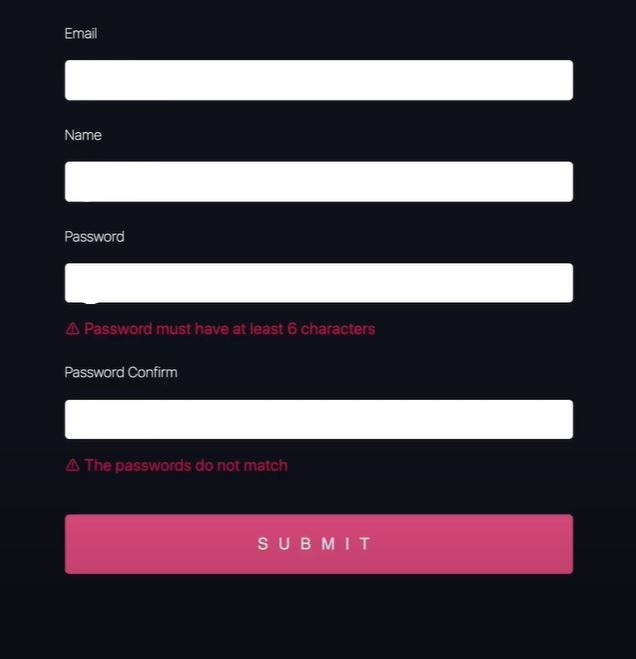 Email
Name
Password
⚠ Password must have at least 6 characters
Password Confirm
⚠ The passwords do not match
SUBMIT